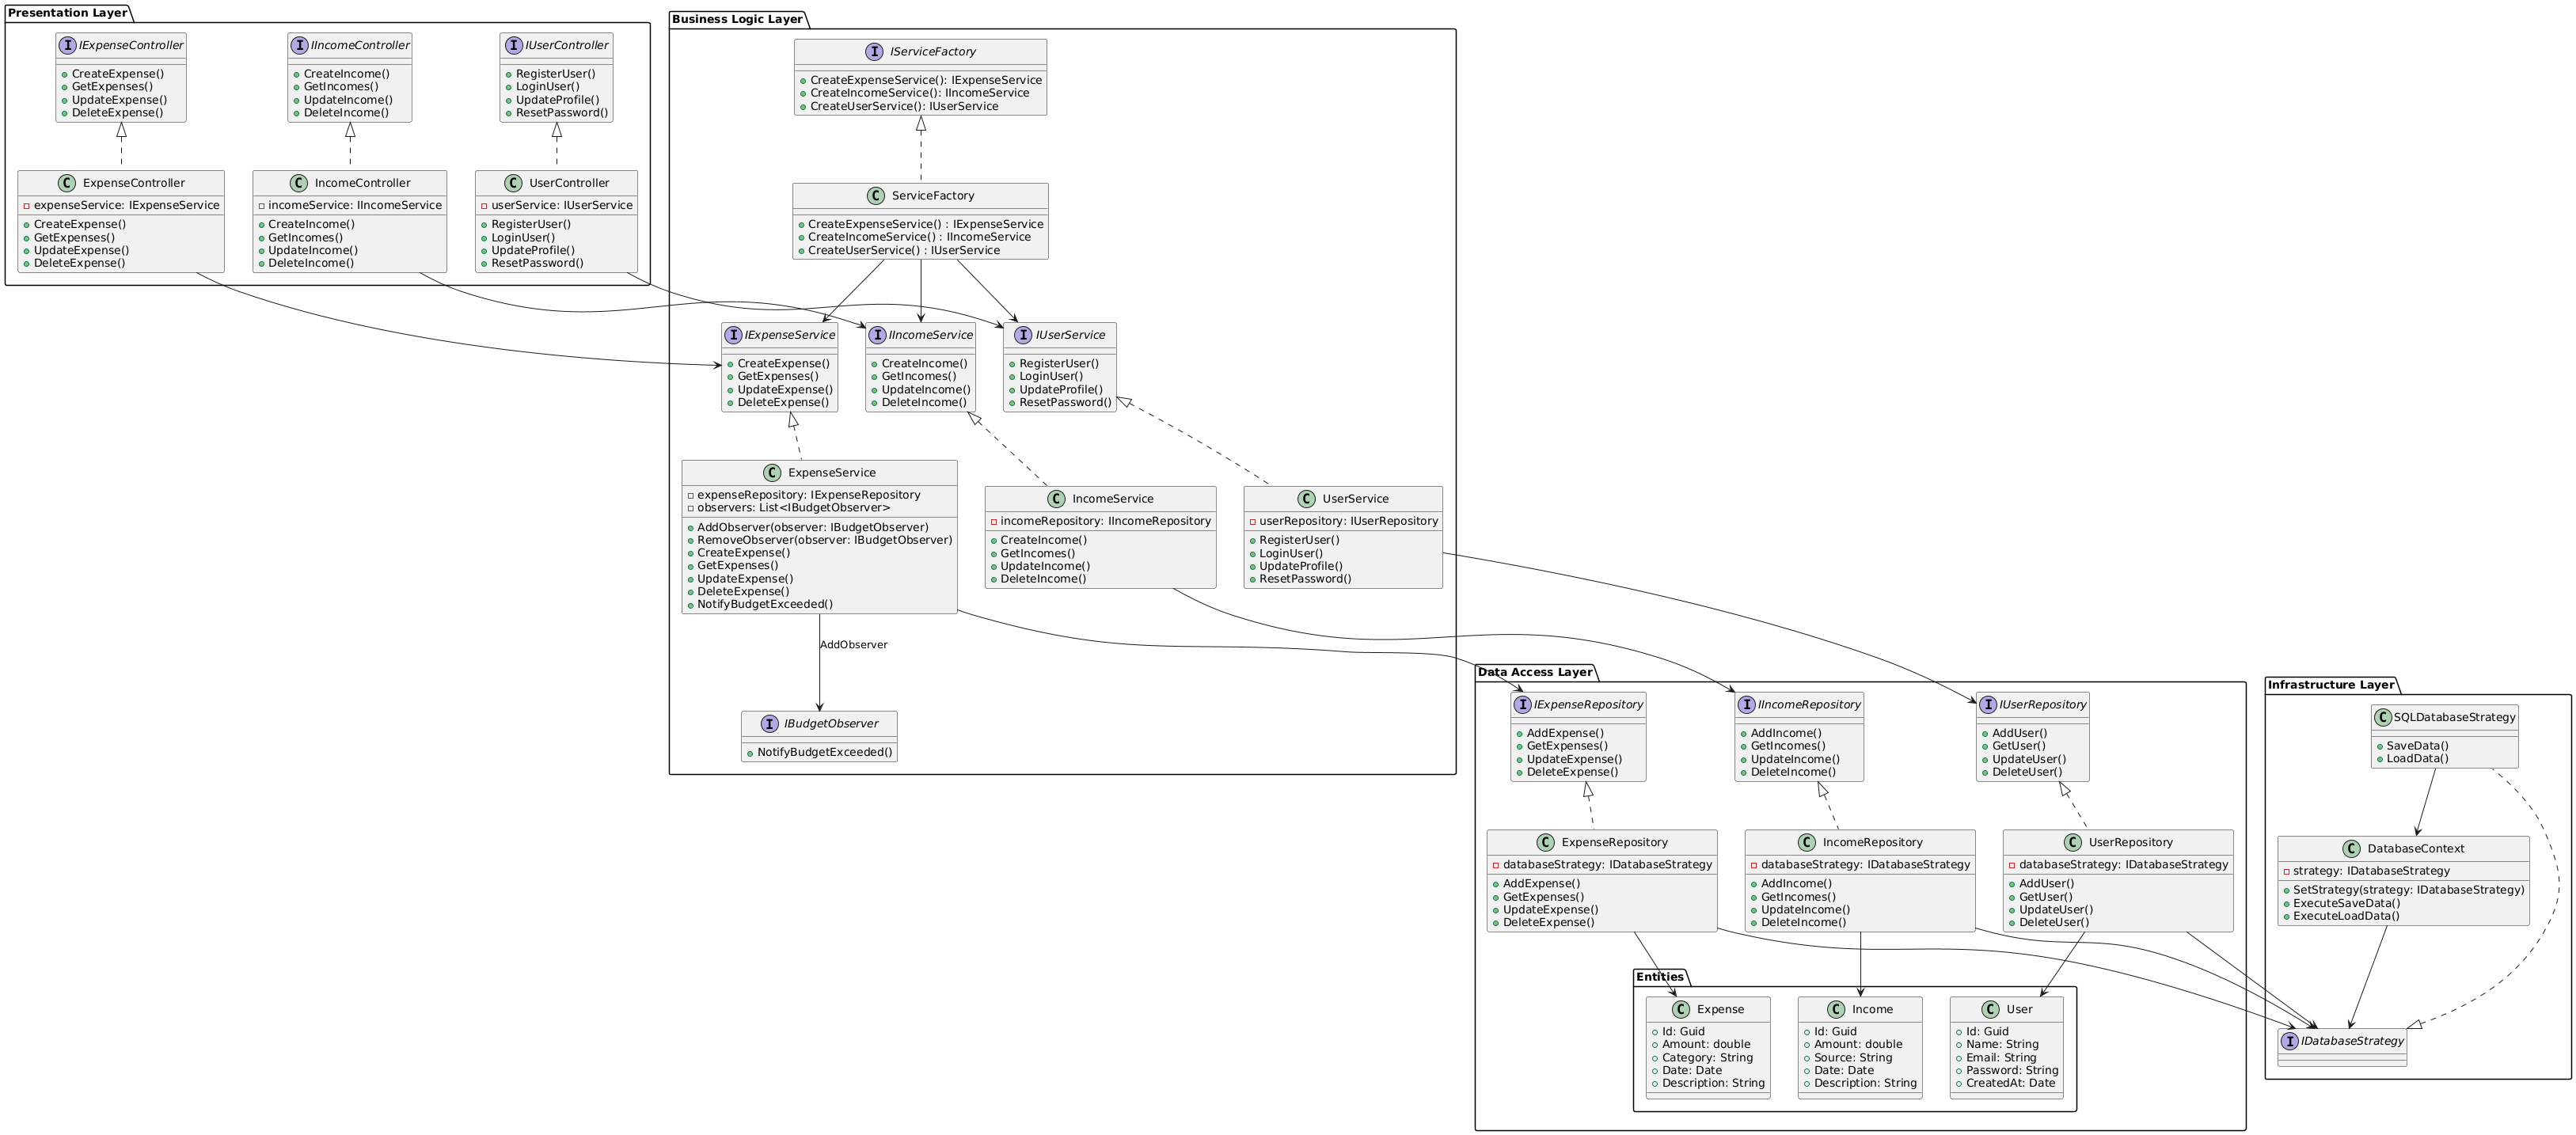 Presentation Layer
I IExpenseController
CreateExpense()
GetExpenses()
UpdateExpense()
DeleteExpense()
I IIncomeController
CreateIncome()
GetIncomes()
UpdateIncome()
DeleteIncome()
I IUserController
RegisterUser()
LoginUser()
UpdateProfile()
ResetPassword()
C ExpenseController
expenseService: IExpenseService
CreateExpense()
GetExpenses()
UpdateExpense()
DeleteExpense()
C IncomeController
incomeService: IIncomeService
CreateIncome()
GetIncomes()
UpdateIncome()
DeleteIncome()
C UserController
userService: IUserService
RegisterUser()
LoginUser()
UpdateProfile()
ResetPassword()
Business Logic Layer
I IServiceFactory
CreateExpenseService(): IExpenseService
CreateIncomeService(): IIncomeService
CreateUserService(): IUserService
C ServiceFactory
CreateExpenseService() : IExpenseService
CreateIncomeService() : IIncomeService
CreateUserService() : IUserService
I IExpenseService
CreateExpense()
GetExpenses()
UpdateExpense()
DeleteExpense()
I IIncomeService
CreateIncome()
GetIncomes()
UpdateIncome()
DeleteIncome()
I IUserService
RegisterUser()
LoginUser()
UpdateProfile()
ResetPassword()
C ExpenseService
expenseRepository: IExpenseRepository
observers: List<IBudgetObserver>
AddObserver(observer: IBudgetObserver)
RemoveObserver(observer: IBudgetObserver)
CreateExpense()
GetExpenses()
UpdateExpense()
DeleteExpense()
NotifyBudgetExceeded()
C IncomeService
incomeRepository: IIncomeRepository
CreateIncome()
GetIncomes()
UpdateIncome()
DeleteIncome()
C UserService
userRepository: IUserRepository
RegisterUser()
LoginUser()
UpdateProfile()
ResetPassword()
AddObserver
I IBudgetObserver
NotifyBudgetExceeded()
Data Access Layer
I IExpenseRepository
AddExpense()
GetExpenses()
UpdateExpense()
DeleteExpense()
I IIncomeRepository
AddIncome()
GetIncomes()
UpdateIncome()
DeleteIncome()
I IUserRepository
AddUser()
GetUser()
UpdateUser()
DeleteUser()
C ExpenseRepository
databaseStrategy: IDatabaseStrategy
AddExpense()
GetExpenses()
UpdateExpense()
DeleteExpense()
C IncomeRepository
databaseStrategy: IDatabaseStrategy
AddIncome()
GetIncomes()
UpdateIncome()
DeleteIncome()
C UserRepository
databaseStrategy: IDatabaseStrategy
AddUser()
GetUser()
UpdateUser()
DeleteUser()
Entities
C Expense
Id: Guid
Amount: double
Category: String
Date: Date
Description: String
C Income
Id: Guid
Amount: double
Source: String
Date: Date
Description: String
C User
Id: Guid
Name: String
Email: String
Password: String
CreatedAt: Date
Infrastructure Layer
C SQLDatabaseStrategy
SaveData()
LoadData()
C DatabaseContext
strategy: IDatabaseStrategy
SetStrategy(strategy: IDatabaseStrategy)
ExecuteSaveData()
ExecuteLoadData()
I IDatabaseStrategy